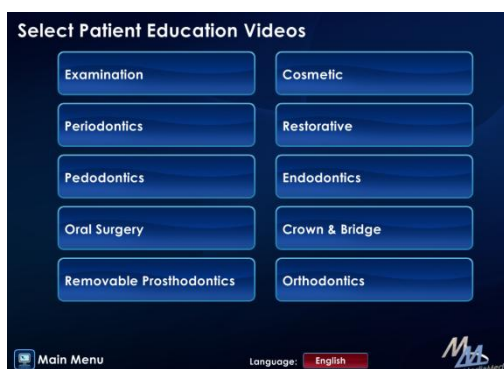 Select Patient Education Videos
Examination
Cosmetic
Periodontics
Restorative
Pedodontics
Endodontics
Oral Surgery
Crown & Bridge
Removable Prosthodontics
Orthodontics
Main Menu
Language: English